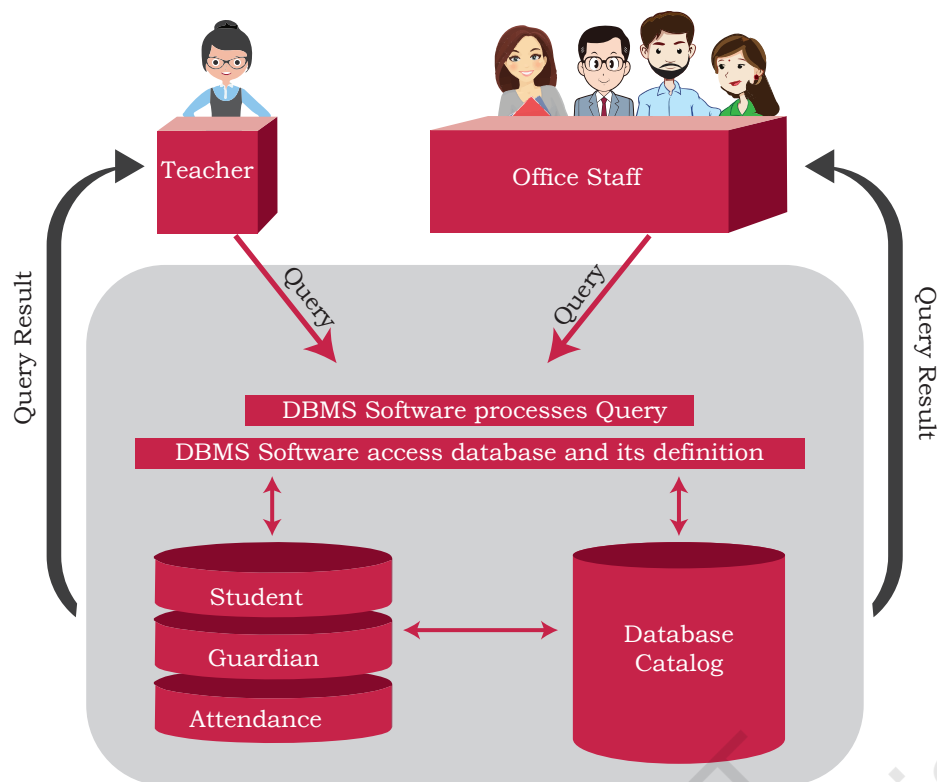 Teacher
Office Staff
Query
Query
Query Result
Query Result
DBMS Software processes Query
DBMS Software access database and its definition
Student
Guardian
Attendance
Database
Catalog